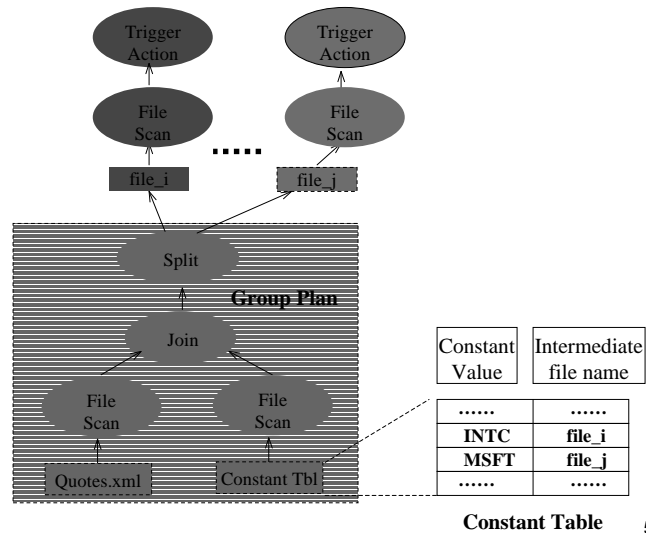 Trigger
Action
Trigger
Action
File
Scan
File
Scan
......
file_i
file_j
Split
Group Plan
Join
File
Scan
File
Scan
Quotes.xml
Constant Tbl
Constant
Value
Intermediate
file name
...... ......
INTC file_i
MSFT file_j
...... ......
Constant Table